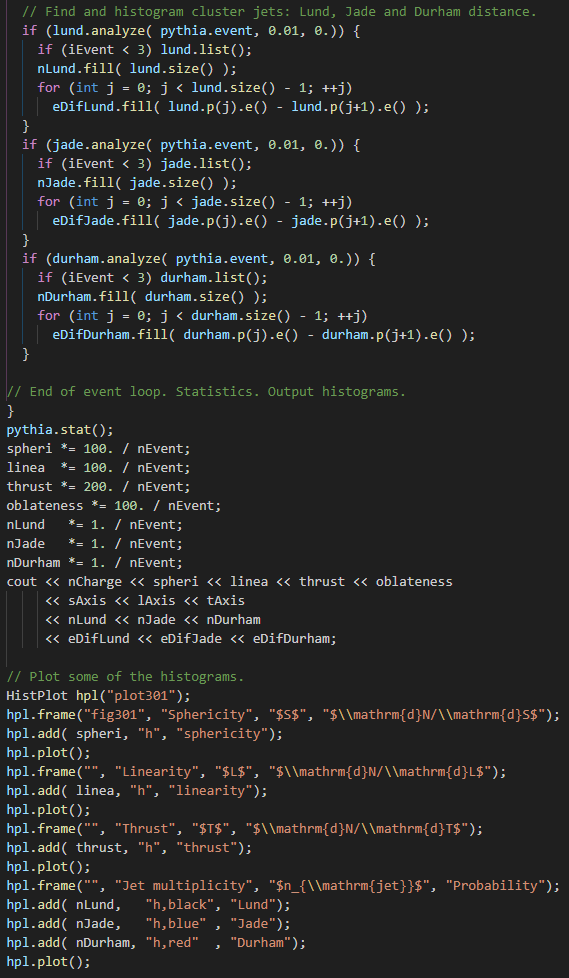 // Find and histogram cluster jets: Lund, Jade and Durham distance.
if (lund.analyze( pythia.event, 0.01, 0.)) {
if (iEvent < 3) lund.list();
nLund.fill( lund.size() );
for (int j = 0; j < lund.size() - 1; ++j)
eDifLund.fill( lund.p(j).e() - lund.p(j+1).e() );
}
if (jade.analyze( pythia.event, 0.01, 0.)) {
if (iEvent < 3) jade.list();
nJade.fill( jade.size() );
for (int j = 0; j < jade.size() - 1; ++j)
eDifJade.fill( jade.p(j).e() - jade.p(j+1).e() );
}
if (durham.analyze( pythia.event, 0.01, 0.)) {
if (iEvent < 3) durham.list();
nDurham.fill( durham.size() );
for (int j = 0; j < durham.size() - 1; ++j)
eDifDurham.fill( durham.p(j).e() - durham.p(j+1).e() );
}
// End of event loop. Statistics. Output histograms.
}
pythia.stat();
spheri *= 100. / nEvent;
linea  *= 100. / nEvent;
thrust *= 200. / nEvent;
oblateness *= 100. / nEvent;
nLund   *= 1. / nEvent;
nJade   *= 1. / nEvent;
nDurham *= 1. / nEvent;
cout << nCharge << spheri << linea << thrust << oblateness
<< sAxis << lAxis << tAxis
<< nLund << nJade << nDurham
<< eDifLund << eDifJade << eDifDurham;
// Plot some of the histograms.
HistPlot hpl("plot301");
hpl.frame("fig301", "Sphericity", "$S$", "$\\mathrm{d}N/\\mathrm{d}S$");
hpl.add( spheri, "h", "sphericity");
hpl.plot();
hpl.frame("", "Linearity", "$L$", "$\\mathrm{d}N/\\mathrm{d}L$");
hpl.add( linea, "h", "linearity");
hpl.plot();
hpl.frame("", "Thrust", "$T$", "$\\mathrm{d}N/\\mathrm{d}T$");
hpl.add( thrust, "h", "thrust");
hpl.plot();
hpl.frame("", "Jet multiplicity", "$n_{\\mathrm{jet}}$", "Probability");
hpl.add( nLund,   "h,black", "Lund");
hpl.add( nJade,   "h,blue" , "Jade");
hpl.add( nDurham, "h,red"  , "Durham");
hpl.plot();